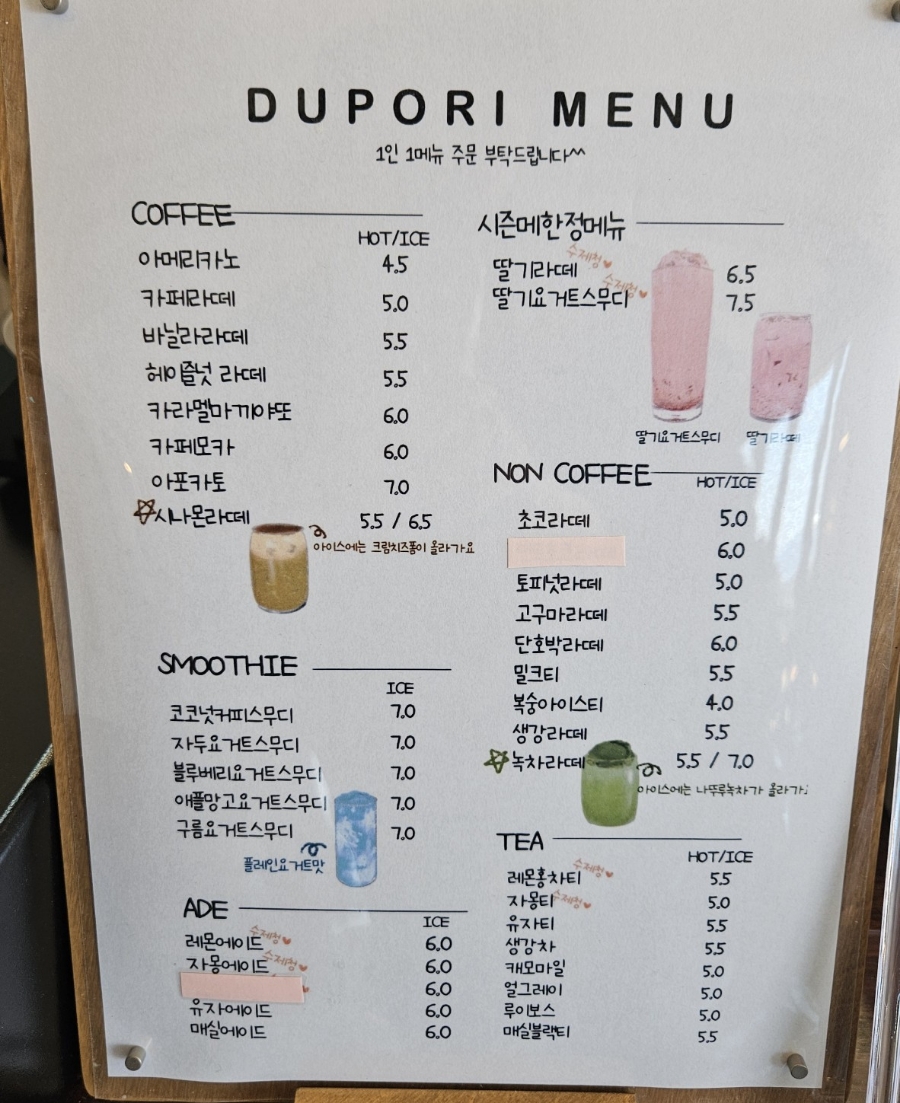 DUPORI MENU
1인 1메뉴 주문 부탁드립니다^^
COFFEE
HOT/ICE
아메리카노 4.5
카페라떼 5.0
바닐라라떼 5.5
헤이즐넛 라떼 5.5
카라멜마끼아또 6.0
카페모카 6.0
아포카토 7.0
시나몬라떼 5.5 / 6.5
아이스에는 크림치즈폼이 올라가요
SMOOTHIE
ICE
코코넛커피스무디 7.0
자두요거트스무디 7.0
블루베리요거트스무디 7.0
애플망고요거트스무디 7.0
구름요거트스무디 7.0
플레인요거트맛
ADE
ICE
레몬에이드 수제청 6.0
자몽에이드 수제청 6.0
6.0
유자에이드 6.0
매실에이드 6.0
시즌메한정메뉴
딸기라떼 수제청 6.5
딸기요거트스무디 수제청 7.5
딸기요거트스무디 딸기라떼
NON COFFEE
HOT/ICE
초코라떼 5.0
6.0
토피넛라떼 5.0
고구마라떼 5.5
단호박라떼 6.0
밀크티 5.5
복숭아이스티 4.0
생강라떼 5.5
녹차라떼 5.5 / 7.0
아이스에는 나뚜루녹차가 올라가
TEA
HOT/ICE
레몬홍차티 수제청 5.5
자몽티 수제청 5.0
유자티 5.5
생강차 5.5
캐모마일 5.0
얼그레이 5.0
루이보스 5.0
매실블랙티 5.5